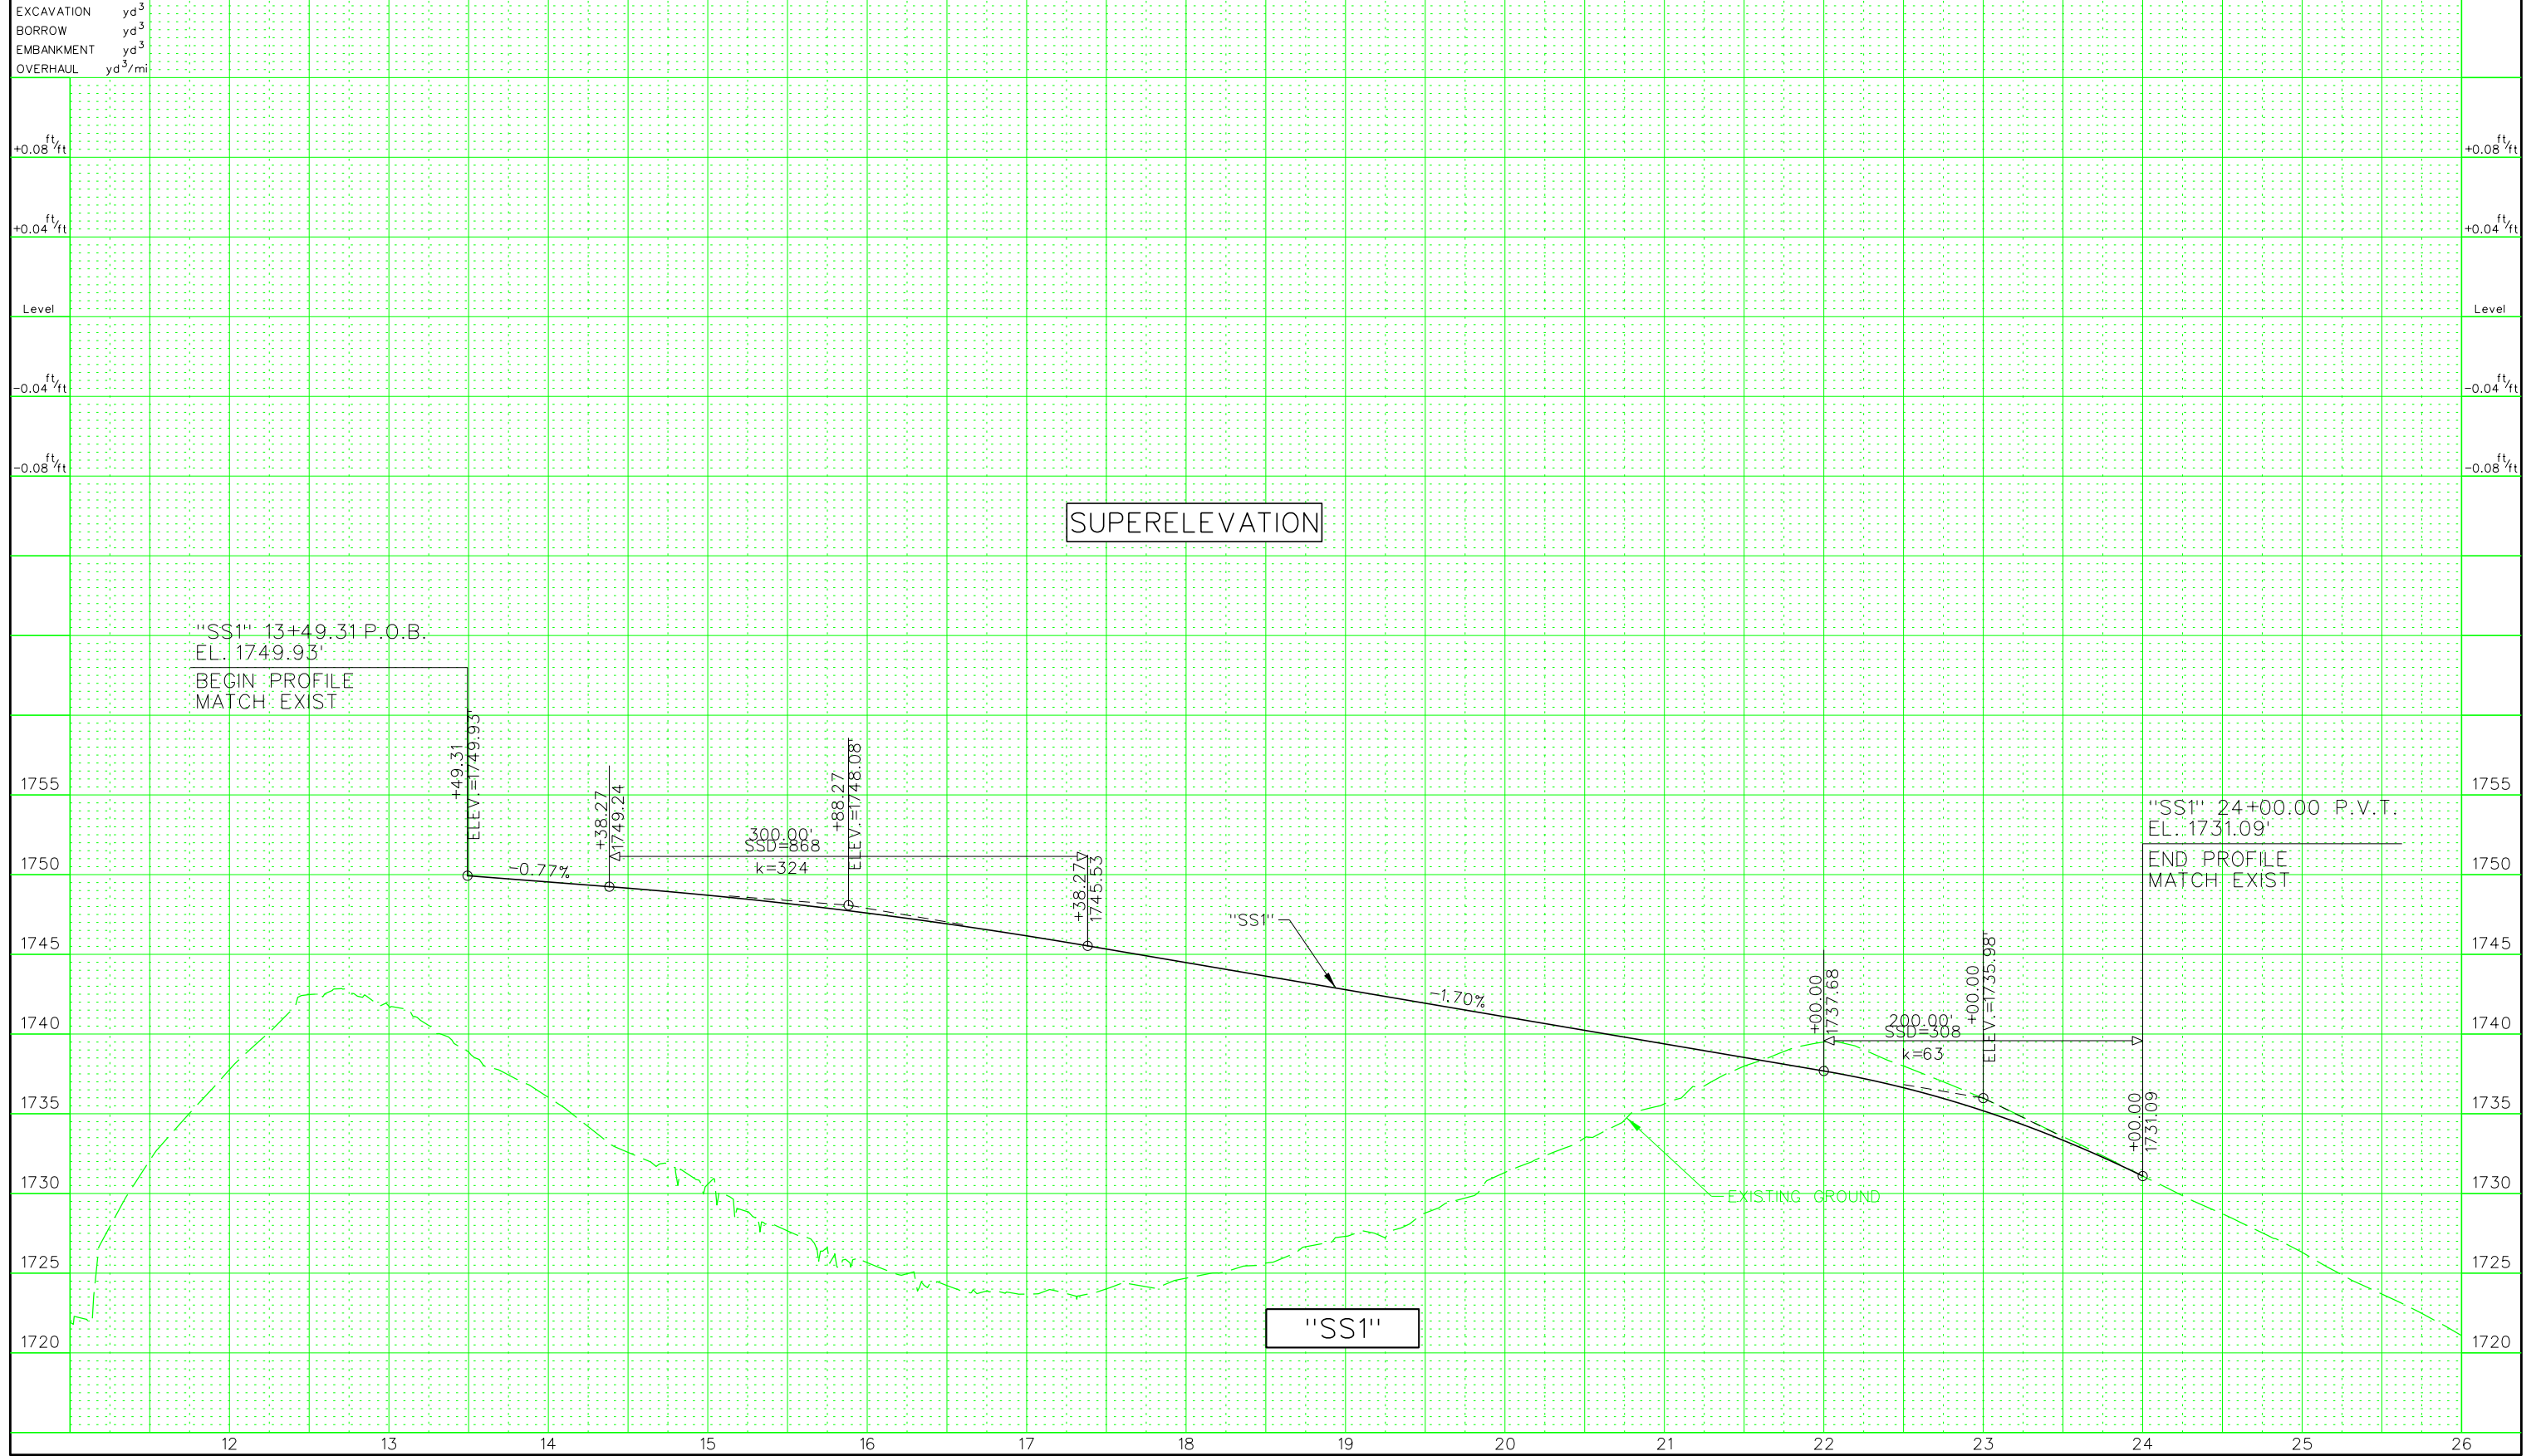 EXCAVATION yd³
BORROW yd³
EMBANKMENT yd³
OVERHAUL yd³/mi
+0.08 ft/ft
+0.08 ft/ft
+0.04 ft/ft
+0.04 ft/ft
Level
Level
-0.04 ft/ft
-0.04 ft/ft
-0.08 ft/ft
-0.08 ft/ft
SUPERELEVATION
"SS1" 13+49.31 P.O.B.
EL. 1749.93'
BEGIN PROFILE
MATCH EXIST
+49.31
ELEV.=1749.93'
-0.77%
+38.27
1749.24
300.00'
SSD=868
k=324
+88.27
ELEV.=1748.08'
+38.27
1745.53
"SS1"
-1.70%
+00.00
1737.68
200.00'
SSD=308
k=63
+00.00
ELEV.=1735.98'
"SS1" 24+00.00 P.V.T.
EL. 1731.09'
END PROFILE
MATCH EXIST
+00.00
1731.09
EXISTING GROUND
"SS1"
1755
1750
1745
1740
1735
1730
1725
1720
1755
1750
1745
1740
1735
1730
1725
1720
12 13 14 15 16 17 18 19 20 21 22 23 24 25 26